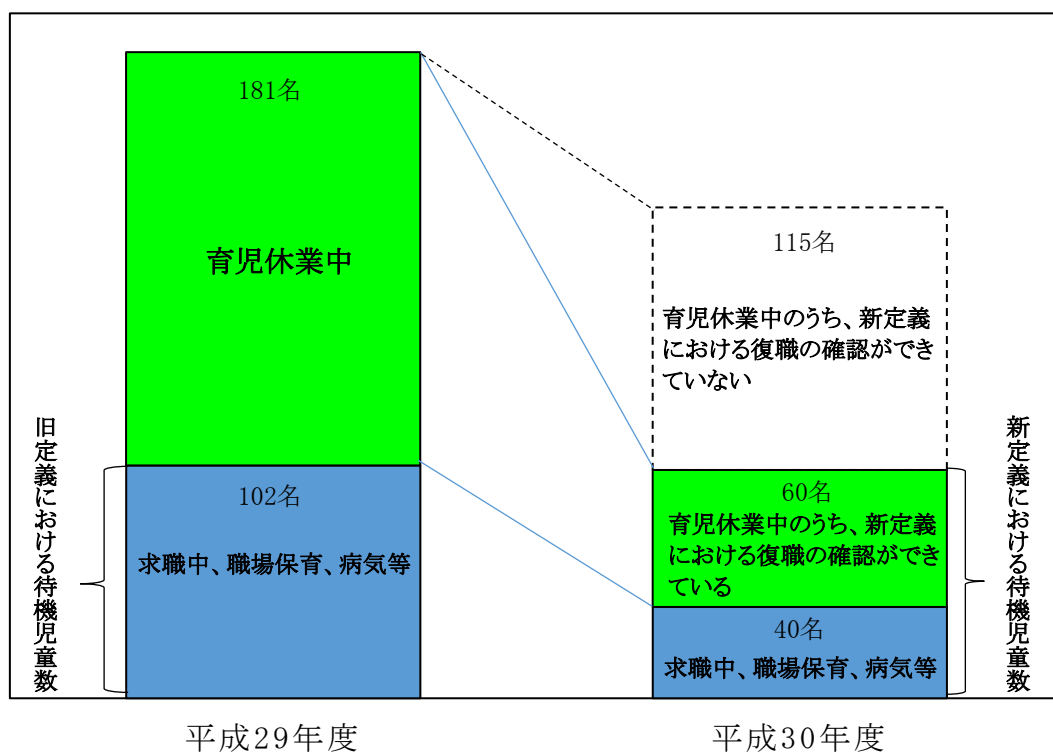 181名
育児休業中
旧定義における待機児童数
102名
求職中、職場保育、病気等
115名
育児休業中のうち、新定義
における復職の確認ができ
ていない
60名
育児休業中のうち、新定義
における復職の確認ができ
ている
40名
求職中、職場保育、病気等
新定義における待機児童数
平成29年度
平成30年度